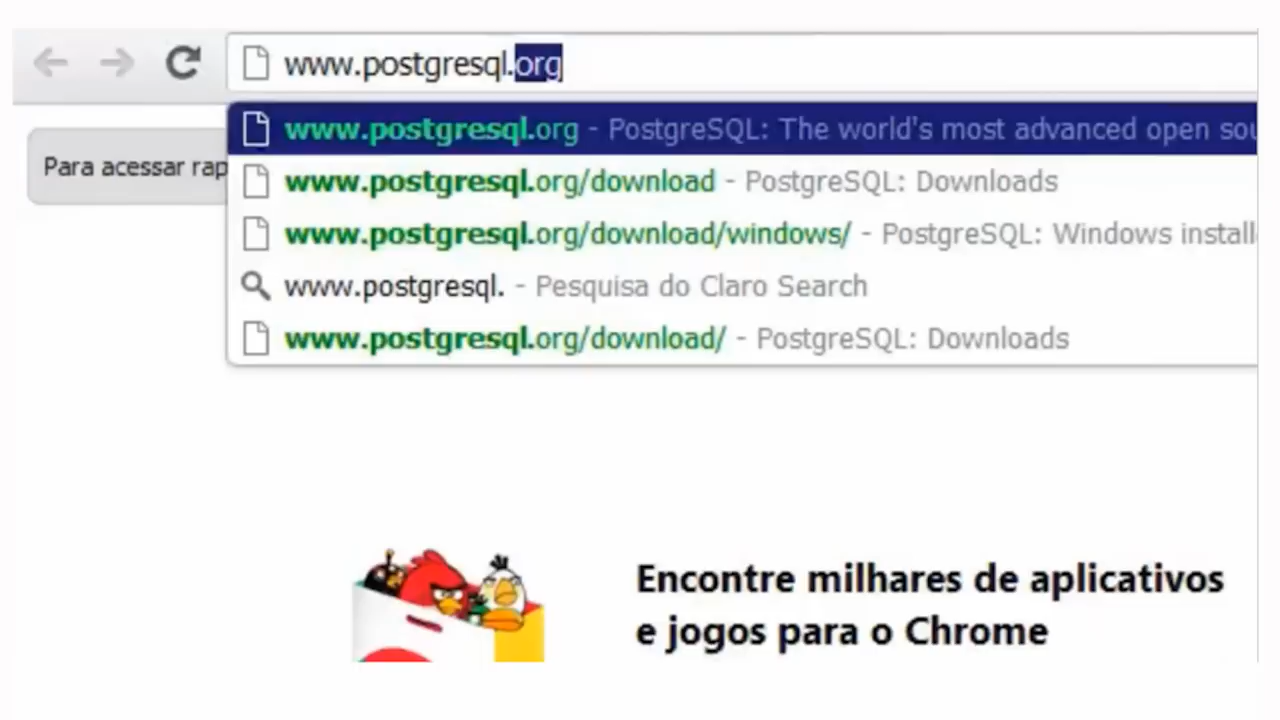 www.postgresql.org
www.postgresql.org - PostgreSQL: The world's most advanced open sou
Para acessar rap
www.postgresql.org/download - PostgreSQL: Downloads
www.postgresql.org/download/windows/ - PostgreSQL: Windows install
www.postgresql. - Pesquisa do Claro Search
www.postgresql.org/download/ - PostgreSQL: Downloads
Encontre milhares de aplicativos
e jogos para o Chrome